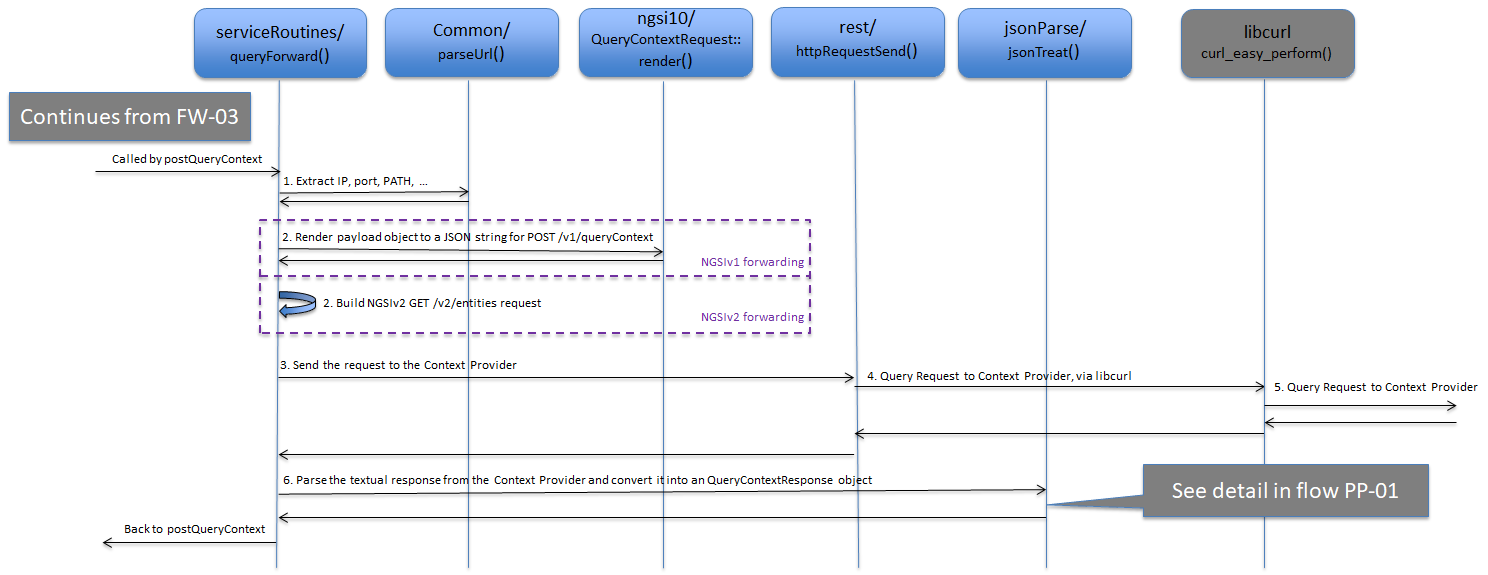 serviceRoutines/
queryForward()
Common/
parseUrl()
ngsi10/
QueryContextRequest::
render()
rest/
httpRequestSend()
jsonParse/
jsonTreat()
libcurl
curl_easy_perform()
Continues from FW-03
Called by postQueryContext
1. Extract IP, port, PATH, ...
2. Render payload object to a JSON string for POST /v1/queryContext
NGSIv1 forwarding
2. Build NGSIv2 GET /v2/entities request
NGSIv2 forwarding
3. Send the request to the Context Provider
4. Query Request to Context Provider, via libcurl
5. Query Request to Context Provider
6. Parse the textual response from the Context Provider and convert it into an QueryContextResponse object
See detail in flow PP-01
Back to postQueryContext